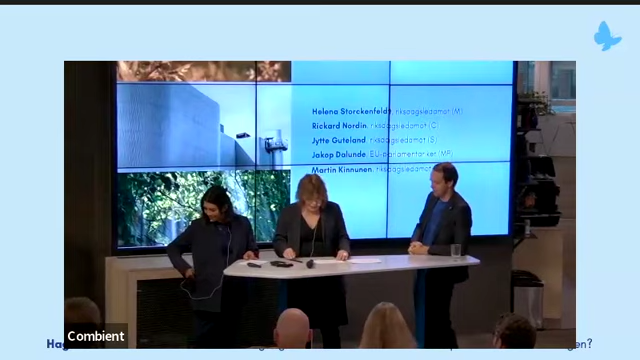 Helena Storckenfeldt, riksdagsledamot (M)
Rickard Nordin, riksdagsledamot (C)
Jytte Guteland, riksdagsledamot (S)
Jakop Dalunde, EU-parlamentariker (MP)
Martin Kinnunen, riksdagsledamot
Combient